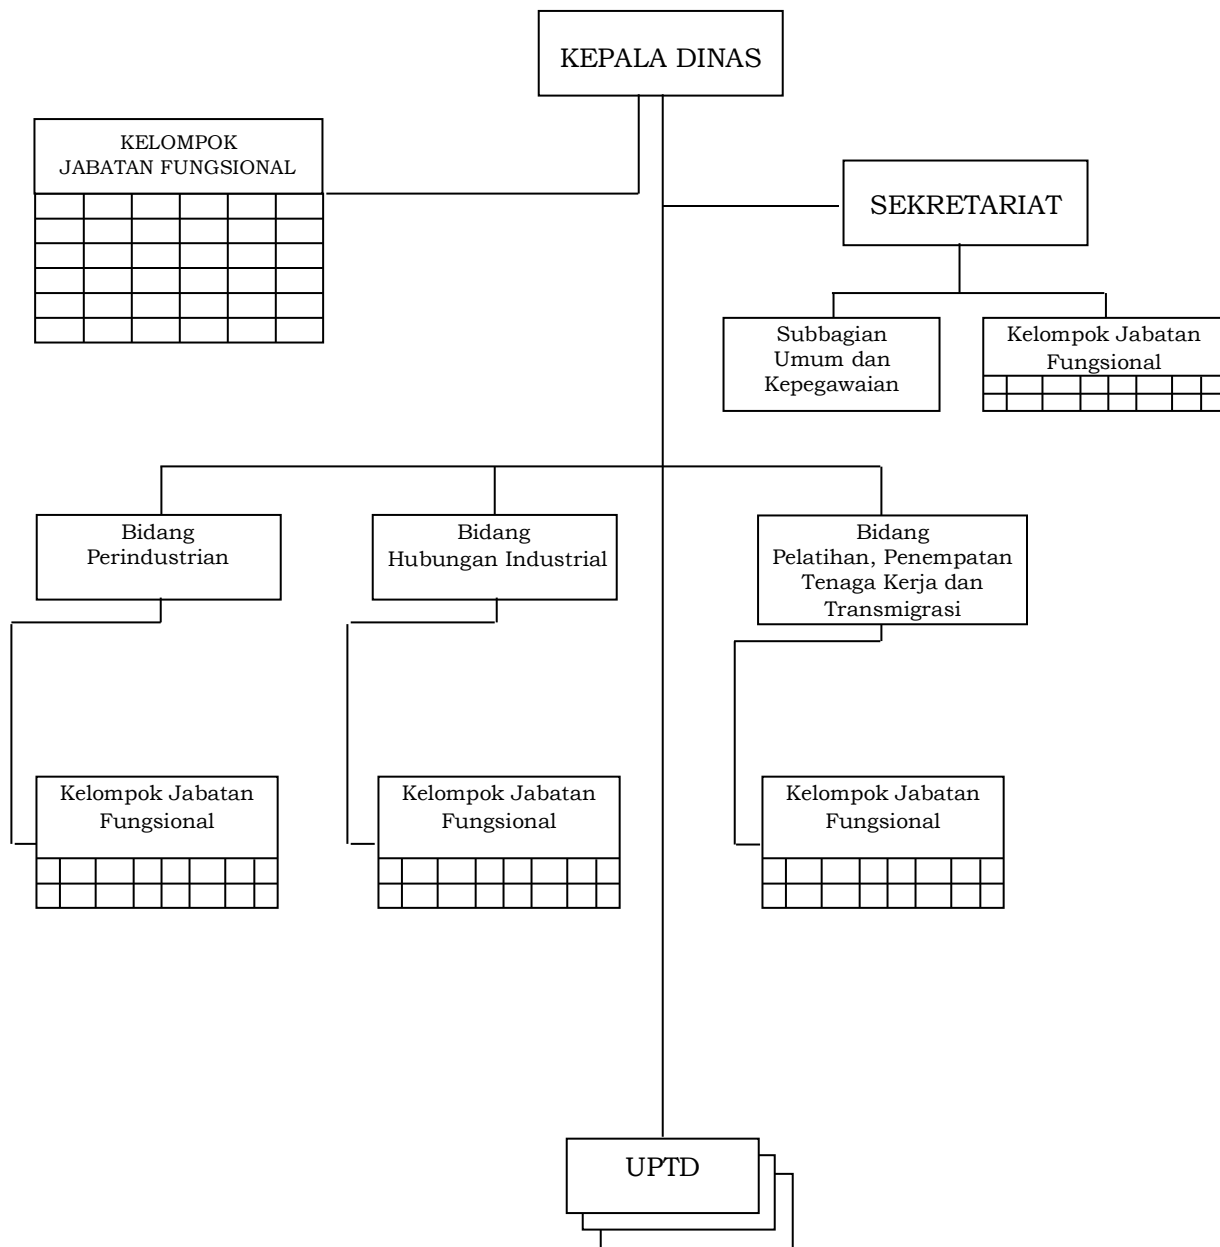 KEPALA DINAS
KELOMPOK
JABATAN FUNGSIONAL
SEKRETARIAT
Subbagian
Umum dan
Kepegawaian
Kelompok Jabatan
Fungsional
Bidang
Perindustrian
Bidang
Hubungan Industrial
Bidang
Pelatihan, Penempatan
Tenaga Kerja dan
Transmigrasi
Kelompok Jabatan
Fungsional
Kelompok Jabatan
Fungsional
Kelompok Jabatan
Fungsional
UPTD